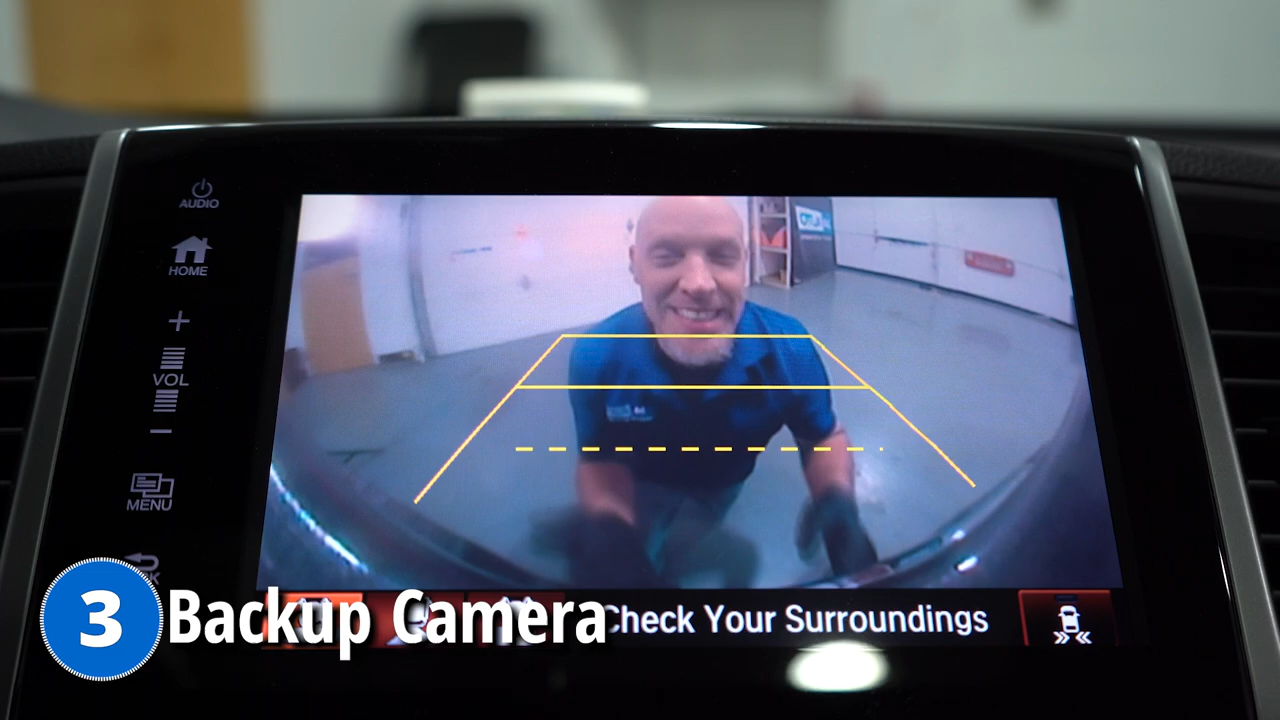 AUDIO
HOME
+
VOL
−
MENU
3 Backup Camera
Check Your Surroundings